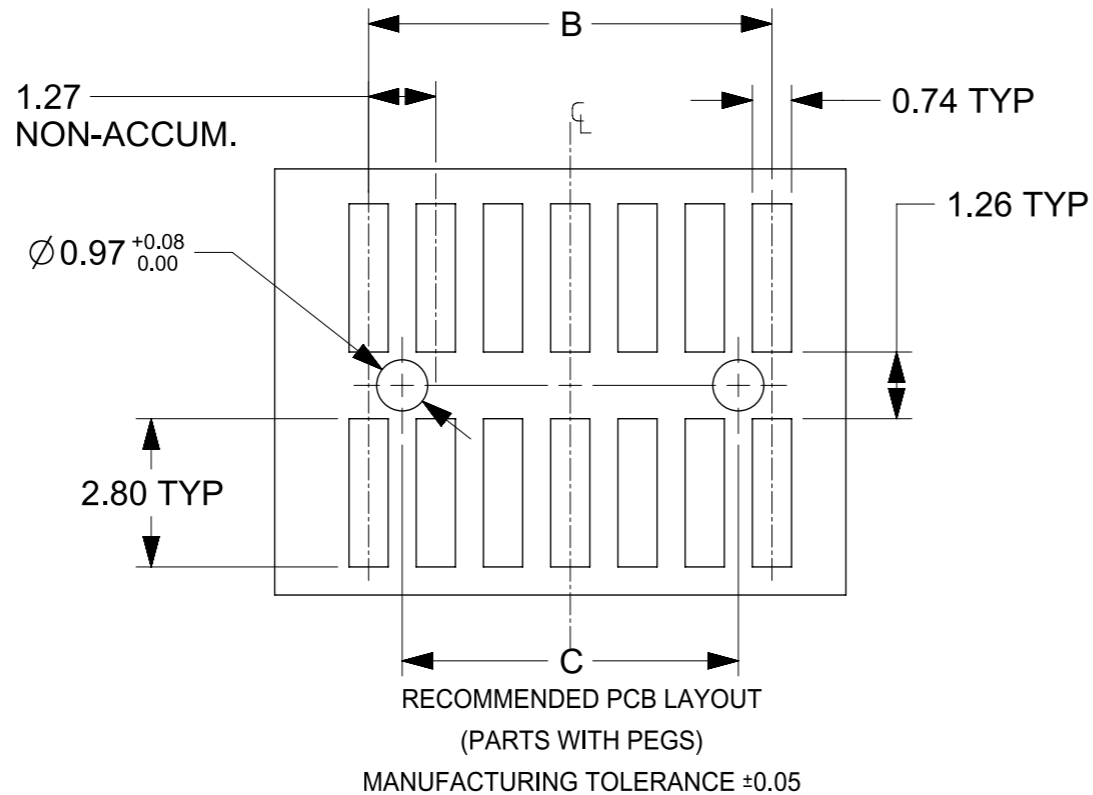 B
1.27
NON-ACCUM.
℄
0.74 TYP
1.26 TYP
∅0.97 +0.08
0.00
2.80 TYP
C
RECOMMENDED PCB LAYOUT
(PARTS WITH PEGS)
MANUFACTURING TOLERANCE ±0.05